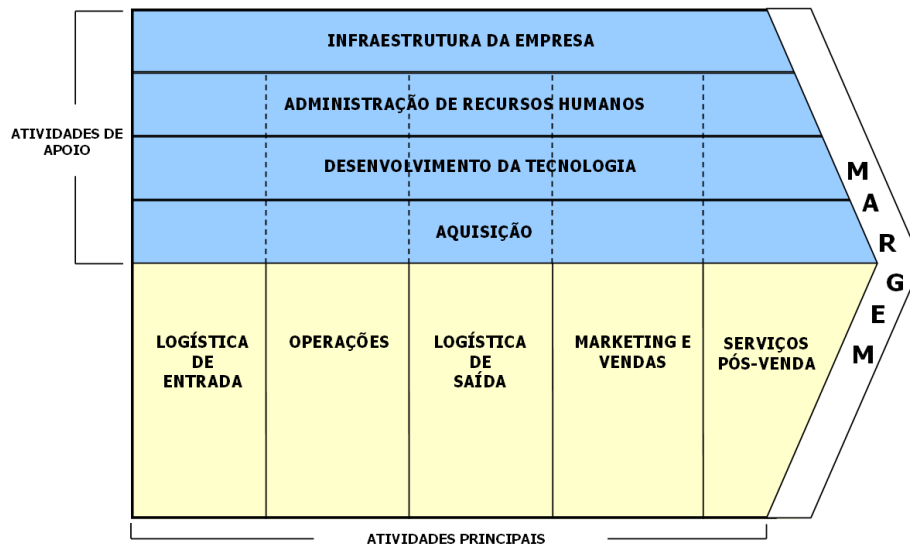 INFRAESTRUTURA DA EMPRESA
ADMINISTRAÇÃO DE RECURSOS HUMANOS
DESENVOLVIMENTO DA TECNOLOGIA
AQUISIÇÃO
ATIVIDADES DE
APOIO
LOGÍSTICA
DE
ENTRADA
OPERAÇÕES
LOGÍSTICA
DE
SAÍDA
MARKETING E
VENDAS
SERVIÇOS
PÓS-VENDA
MARGEM
ATIVIDADES PRINCIPAIS